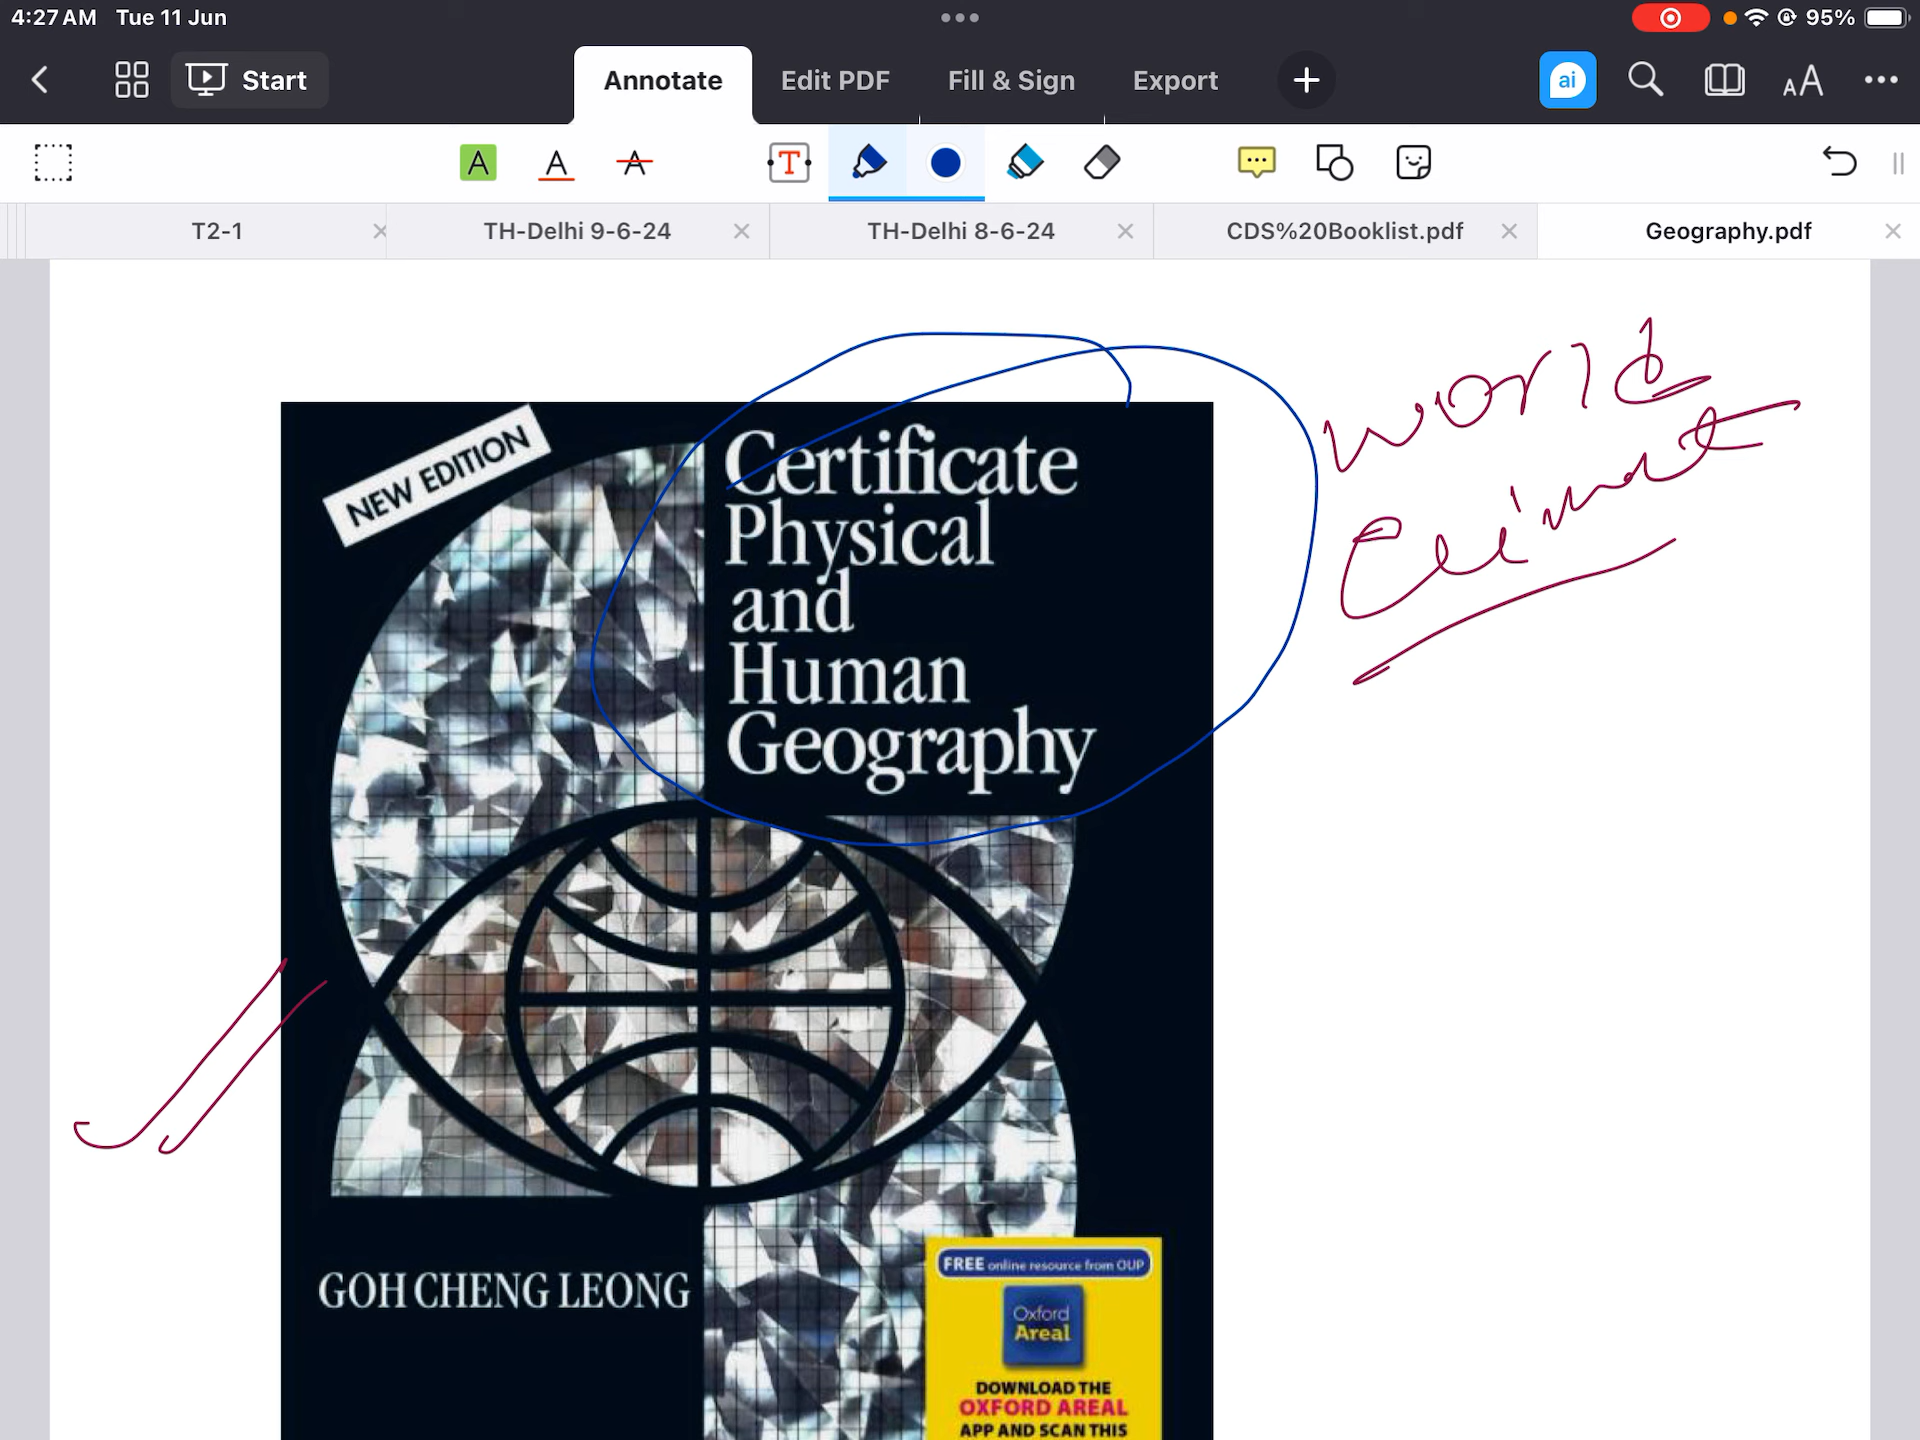 4:27 AM Tue 11 Jun
95%
Start
Annotate
Edit PDF
Fill & Sign
Export
ai
AA
A A A T
T2-1
TH-Delhi 9-6-24
TH-Delhi 8-6-24
CDS%20Booklist.pdf
Geography.pdf
World
Climate
NEW EDITION
Certificate
Physical
and
Human
Geography
GOH CHENG LEONG
FREE online resource from OUP
Oxford
Areal
DOWNLOAD THE
OXFORD AREAL
APP AND SCAN THIS